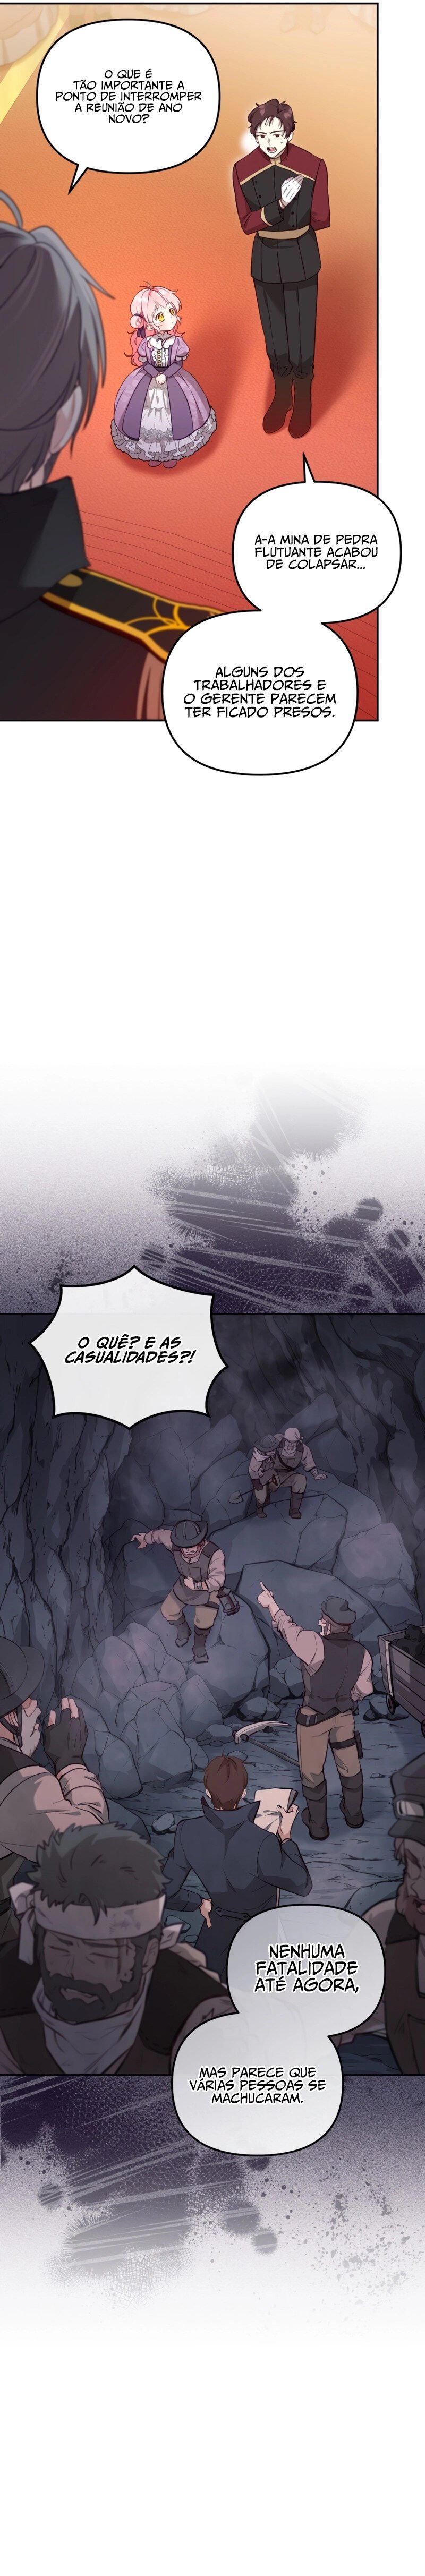 O QUE É
TÃO IMPORTANTE A
PONTO DE INTERROMPER
A REUNIÃO DE ANO
NOVO?
A-A MINA DE PEDRA
FLUTUANTE ACABOU
DE COLAPSAR...
ALGUNS DOS
TRABALHADORES E
O GERENTE PARECEM
TER FICADO PRESOS.
O QUÊ? E AS
CASUALIDADES?!
NENHUMA
FATALIDADE
ATÉ AGORA,
MAS PARECE QUE
VÁRIAS PESSOAS SE
MACHUCARAM.